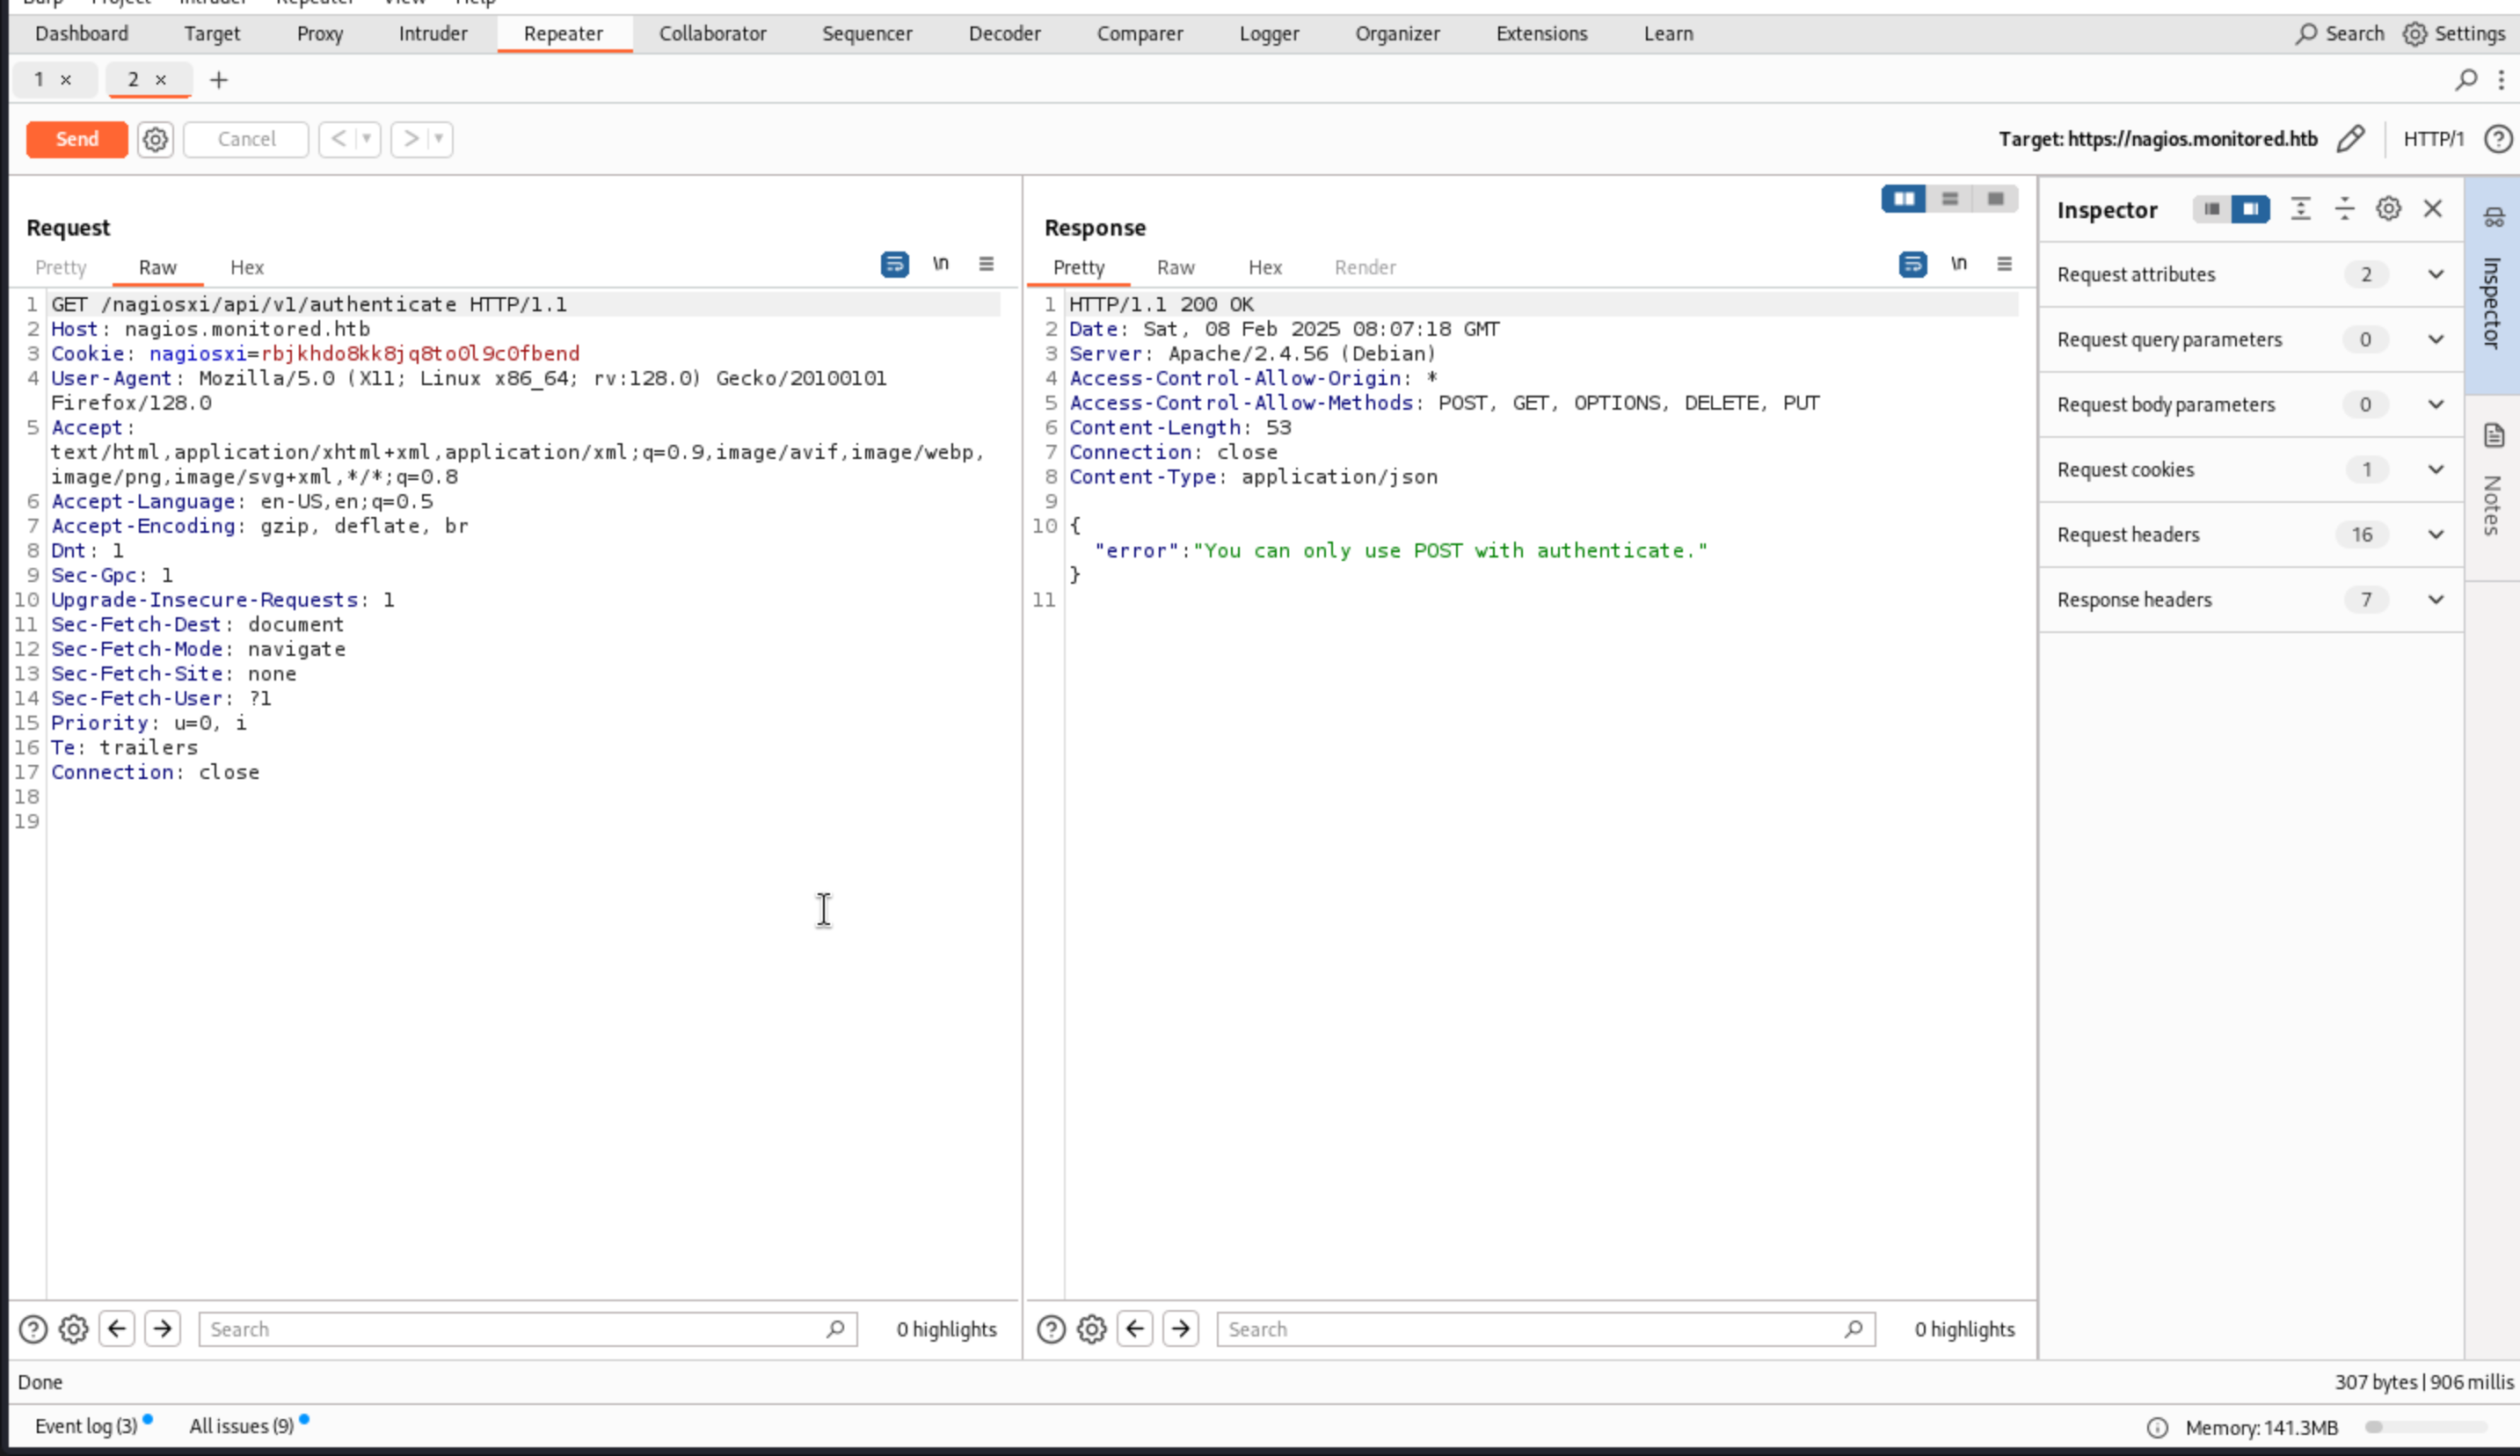 Burp Project Intruder Repeater View Help
Dashboard Target Proxy Intruder Repeater Collaborator Sequencer Decoder Comparer Logger Organizer Extensions Learn Search Settings
1 × 2 × +
Send Cancel < > Target: https://nagios.monitored.htb HTTP/1 ?
Request
Pretty Raw Hex \n
1 GET /nagiosxi/api/v1/authenticate HTTP/1.1
2 Host: nagios.monitored.htb
3 Cookie: nagiosxi=rbjkhdo8kk8jq8to0l9c0fbend
4 User-Agent: Mozilla/5.0 (X11; Linux x86_64; rv:128.0) Gecko/20100101
Firefox/128.0
5 Accept:
text/html,application/xhtml+xml,application/xml;q=0.9,image/avif,image/webp,
image/png,image/svg+xml,*/*;q=0.8
6 Accept-Language: en-US,en;q=0.5
7 Accept-Encoding: gzip, deflate, br
8 Dnt: 1
9 Sec-Gpc: 1
10 Upgrade-Insecure-Requests: 1
11 Sec-Fetch-Dest: document
12 Sec-Fetch-Mode: navigate
13 Sec-Fetch-Site: none
14 Sec-Fetch-User: ?1
15 Priority: u=0, i
16 Te: trailers
17 Connection: close
18
19
? Search 0 highlights
Response
Pretty Raw Hex Render \n
1 HTTP/1.1 200 OK
2 Date: Sat, 08 Feb 2025 08:07:18 GMT
3 Server: Apache/2.4.56 (Debian)
4 Access-Control-Allow-Origin: *
5 Access-Control-Allow-Methods: POST, GET, OPTIONS, DELETE, PUT
6 Content-Length: 53
7 Connection: close
8 Content-Type: application/json
9
10 {
"error":"You can only use POST with authenticate."
}
11
? Search 0 highlights
Inspector
Request attributes 2
Request query parameters 0
Request body parameters 0
Request cookies 1
Request headers 16
Response headers 7
Inspector
Notes
Done 307 bytes | 906 millis
Event log (3) All issues (9) Memory: 141.3MB